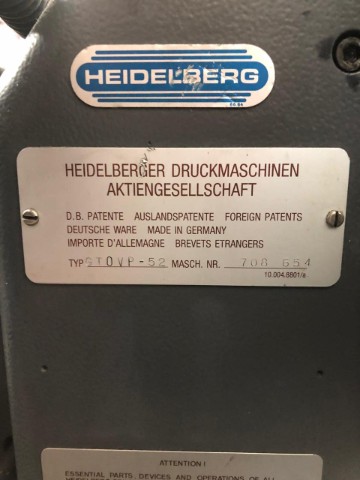 HEIDELBERG
HEIDELBERGER DRUCKMASCHINEN
AKTIENGESELLSCHAFT
D.B. PATENTE AUSLANDSPATENTE FOREIGN PATENTS
DEUTSCHE WARE MADE IN GERMANY
IMPORTE D'ALLEMAGNE BREVETS ETRANGERS
TYP GTOVP-52 MASCH. NR. 708 654
10.004.8801/a
ATTENTION!
ESSENTIAL PARTS, DEVICES AND OPERATIONS OF ALL